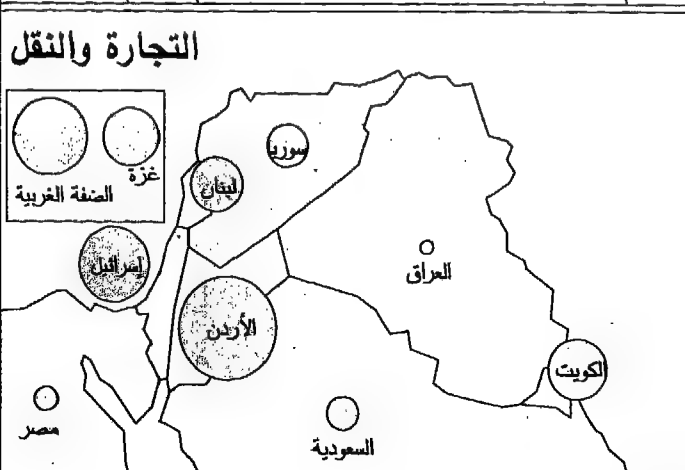 التجارة والنقل
غزة
الضفة الغربية
سوريا
لبنان
إسرائيل
العراق
الأردن
الكويت
مصر
السعودية